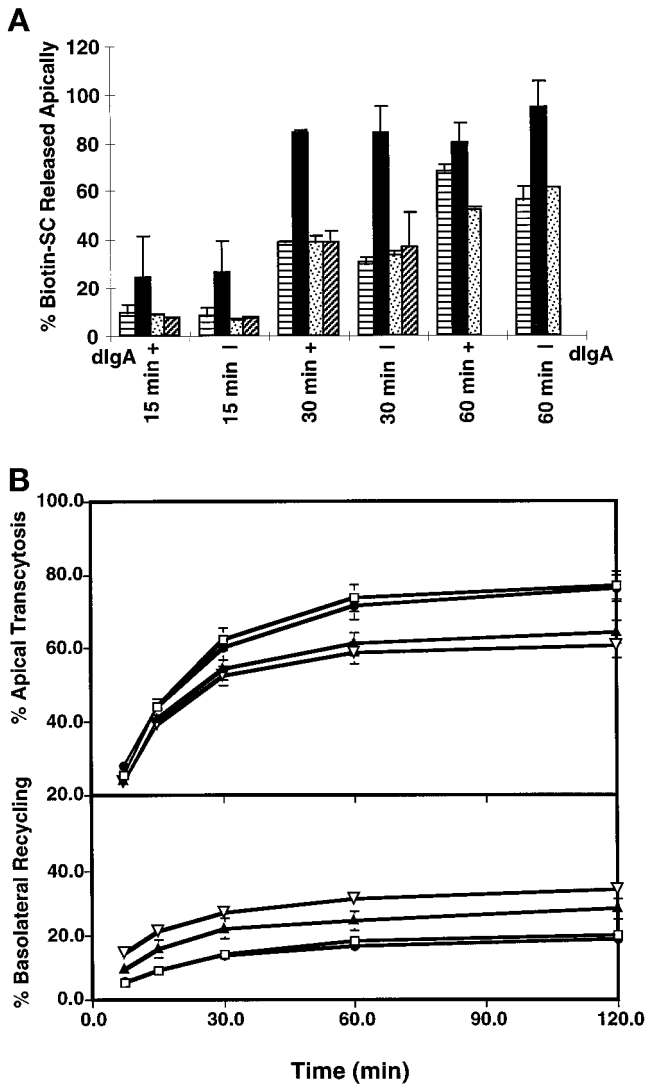 A
% Biotin-SC Released Apically
120
100
80
60
40
20
0
dIgA
15 min +
15 min –
30 min +
30 min –
60 min +
60 min –
dIgA
B
% Apical Transcytosis
100.0
80.0
60.0
40.0
20.0
% Basolateral Recycling
40.0
20.0
0.0
0.0
30.0
60.0
90.0
120.0
Time (min)